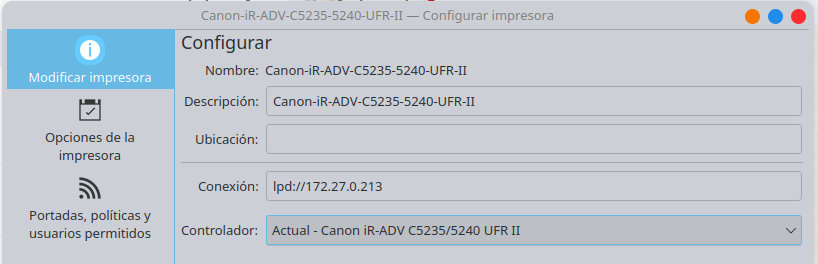 Canon-iR-ADV-C5235-5240-UFR-II — Configurar impresora
Modificar impresora
Opciones de la
impresora
Portadas, políticas y
usuarios permitidos
Configurar
Nombre: Canon-iR-ADV-C5235-5240-UFR-II
Descripción: Canon-iR-ADV-C5235-5240-UFR-II
Ubicación:
Conexión: lpd://172.27.0.213
Controlador: Actual - Canon iR-ADV C5235/5240 UFR II